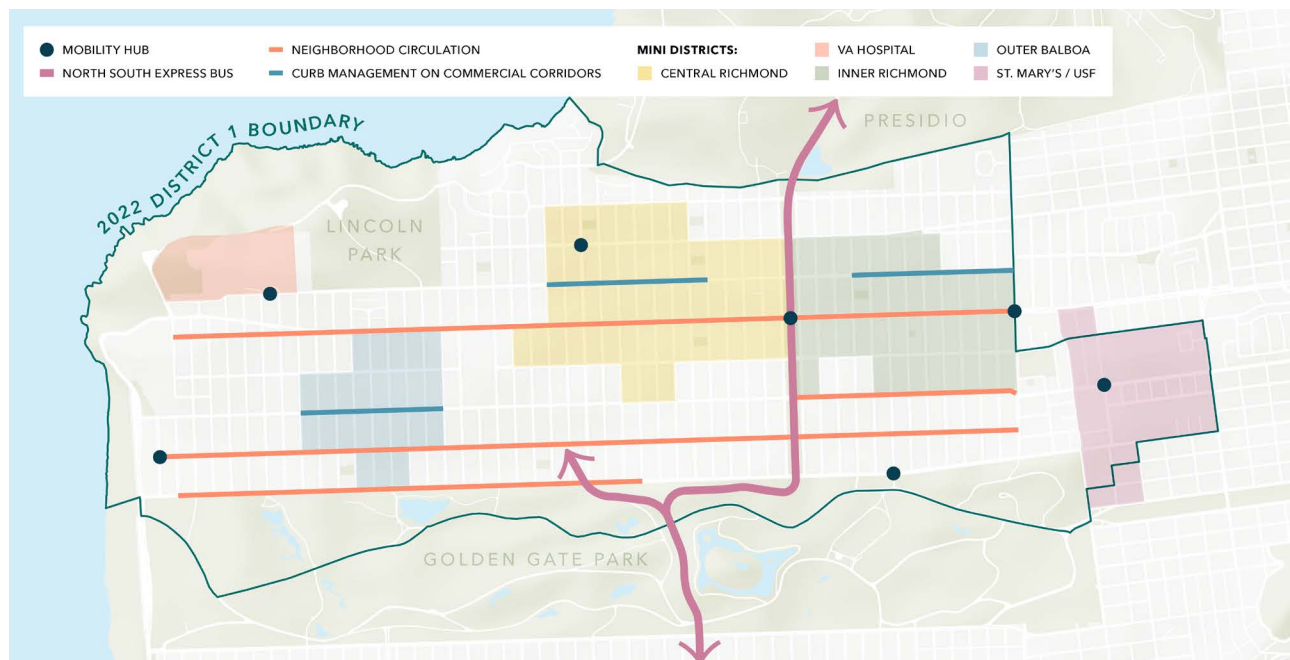 MOBILITY HUB
NORTH SOUTH EXPRESS BUS
NEIGHBORHOOD CIRCULATION
CURB MANAGEMENT ON COMMERCIAL CORRIDORS
MINI DISTRICTS:
CENTRAL RICHMOND
VA HOSPITAL
INNER RICHMOND
OUTER BALBOA
ST. MARY'S / USF
2022 DISTRICT 1 BOUNDARY
PRESIDIO
LINCOLN
PARK
GOLDEN GATE PARK